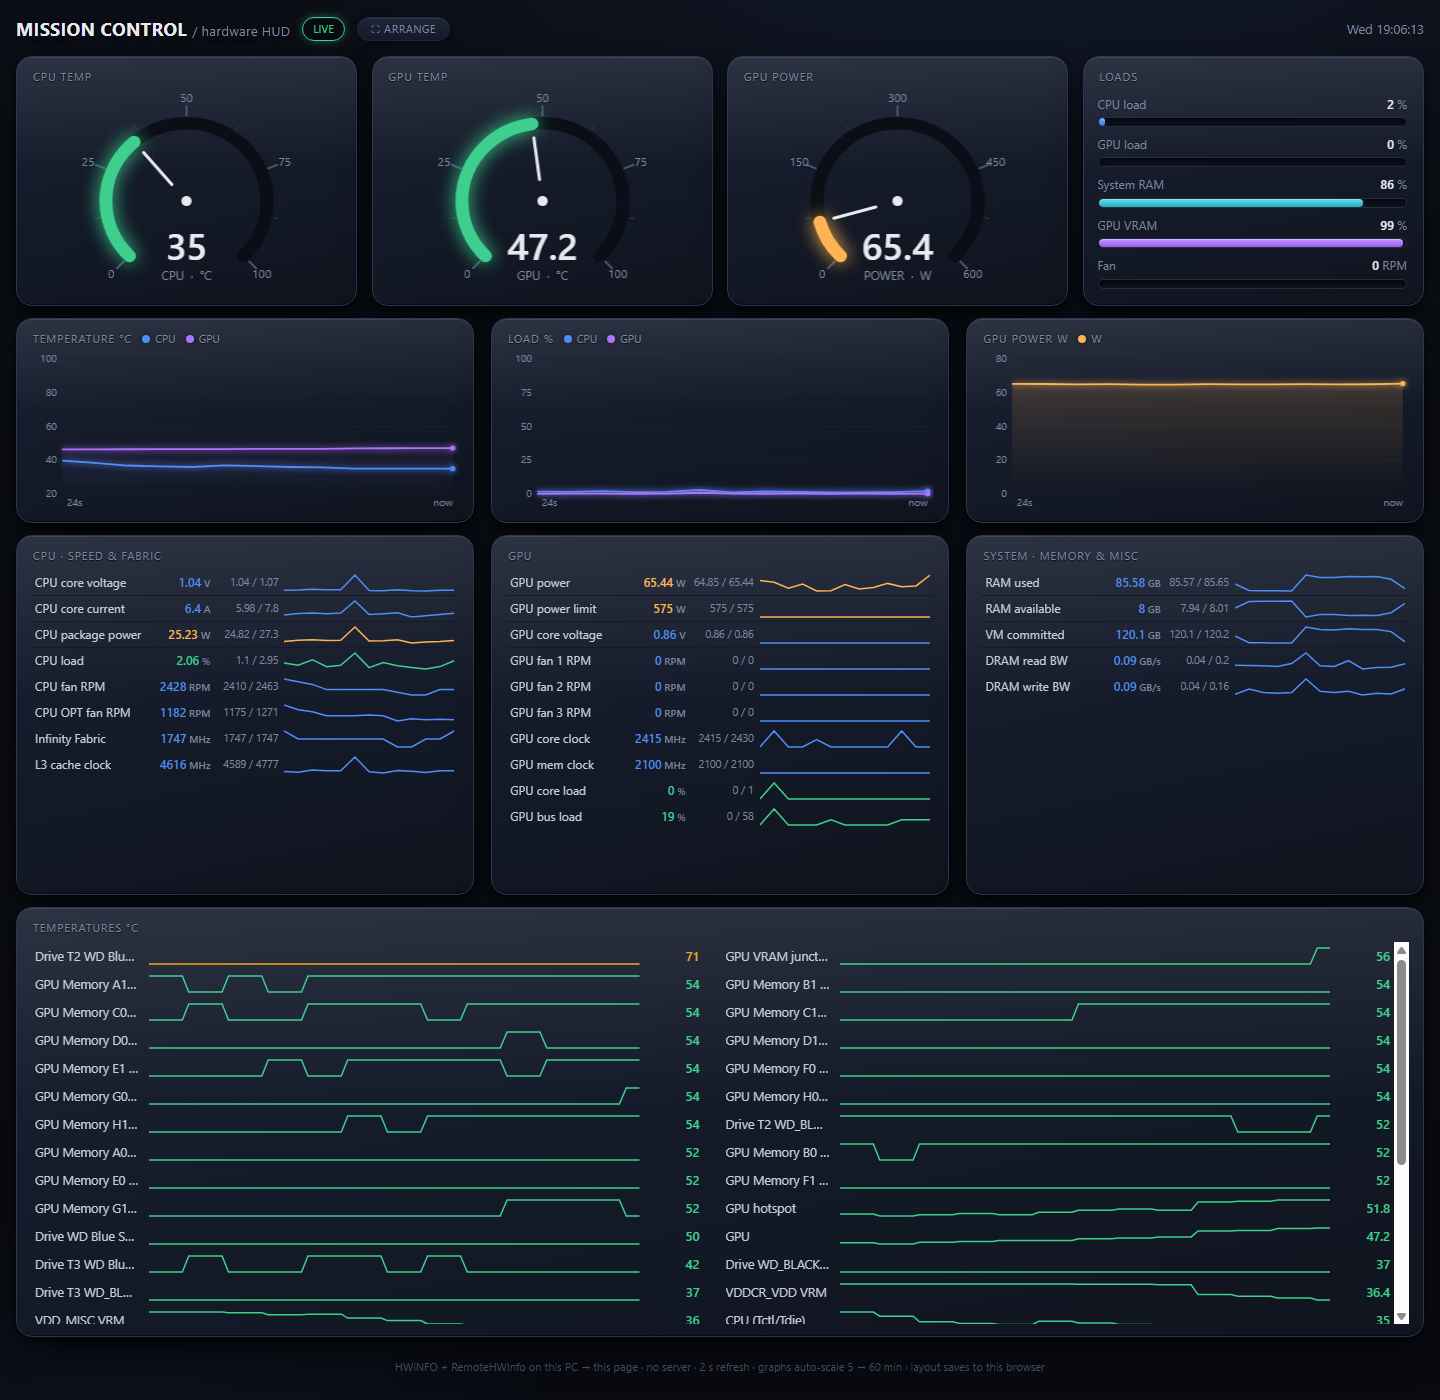 MISSION CONTROL / hardware HUD LIVE ⛶ ARRANGE Wed 19:06:13
CPU TEMP
50
25 75
0 100
35
CPU · °C
GPU TEMP
50
25 75
0 100
47.2
GPU · °C
GPU POWER
300
150 450
0 600
65.4
POWER · W
LOADS
CPU load 2 %
GPU load 0 %
System RAM 86 %
GPU VRAM 99 %
Fan 0 RPM
TEMPERATURE °C CPU GPU
100
80
60
40
20
24s now
LOAD % CPU GPU
100
75
50
25
0
24s now
GPU POWER W W
80
60
40
20
0
24s now
CPU · SPEED & FABRIC
CPU core voltage 1.04 V 1.04 / 1.07
CPU core current 6.4 A 5.98 / 7.8
CPU package power 25.23 W 24.82 / 27.3
CPU load 2.06 % 1.1 / 2.95
CPU fan RPM 2428 RPM 2410 / 2463
CPU OPT fan RPM 1182 RPM 1175 / 1271
Infinity Fabric 1747 MHz 1747 / 1747
L3 cache clock 4616 MHz 4589 / 4777
GPU
GPU power 65.44 W 64.85 / 65.44
GPU power limit 575 W 575 / 575
GPU core voltage 0.86 V 0.86 / 0.86
GPU fan 1 RPM 0 RPM 0 / 0
GPU fan 2 RPM 0 RPM 0 / 0
GPU fan 3 RPM 0 RPM 0 / 0
GPU core clock 2415 MHz 2415 / 2430
GPU mem clock 2100 MHz 2100 / 2100
GPU core load 0 % 0 / 1
GPU bus load 19 % 0 / 58
SYSTEM · MEMORY & MISC
RAM used 85.58 GB 85.57 / 85.65
RAM available 8 GB 7.94 / 8.01
VM committed 120.1 GB 120.1 / 120.2
DRAM read BW 0.09 GB/s 0.04 / 0.2
DRAM write BW 0.09 GB/s 0.04 / 0.16
TEMPERATURES °C
Drive T2 WD Blu... 71 GPU VRAM junct... 56
GPU Memory A1... 54 GPU Memory B1 ... 54
GPU Memory C0... 54 GPU Memory C1... 54
GPU Memory D0... 54 GPU Memory D1... 54
GPU Memory E1 ... 54 GPU Memory F0 ... 54
GPU Memory G0... 54 GPU Memory H0... 54
GPU Memory H1... 54 Drive T2 WD_BL... 52
GPU Memory A0... 52 GPU Memory B0 ... 52
GPU Memory E0 ... 52 GPU Memory F1 ... 52
GPU Memory G1... 52 GPU hotspot 51.8
Drive WD Blue S... 50 GPU 47.2
Drive T3 WD Blu... 42 Drive WD_BLACK... 37
Drive T3 WD_BL... 37 VDDCR_VDD VRM 36.4
VDD_MISC VRM 36 CPU (Tctl/Tdie) 35
HWiNFO + RemoteHWInfo on this PC → this page · no server · 2 s refresh · graphs auto-scale 5 → 60 min · layout saves to this browser